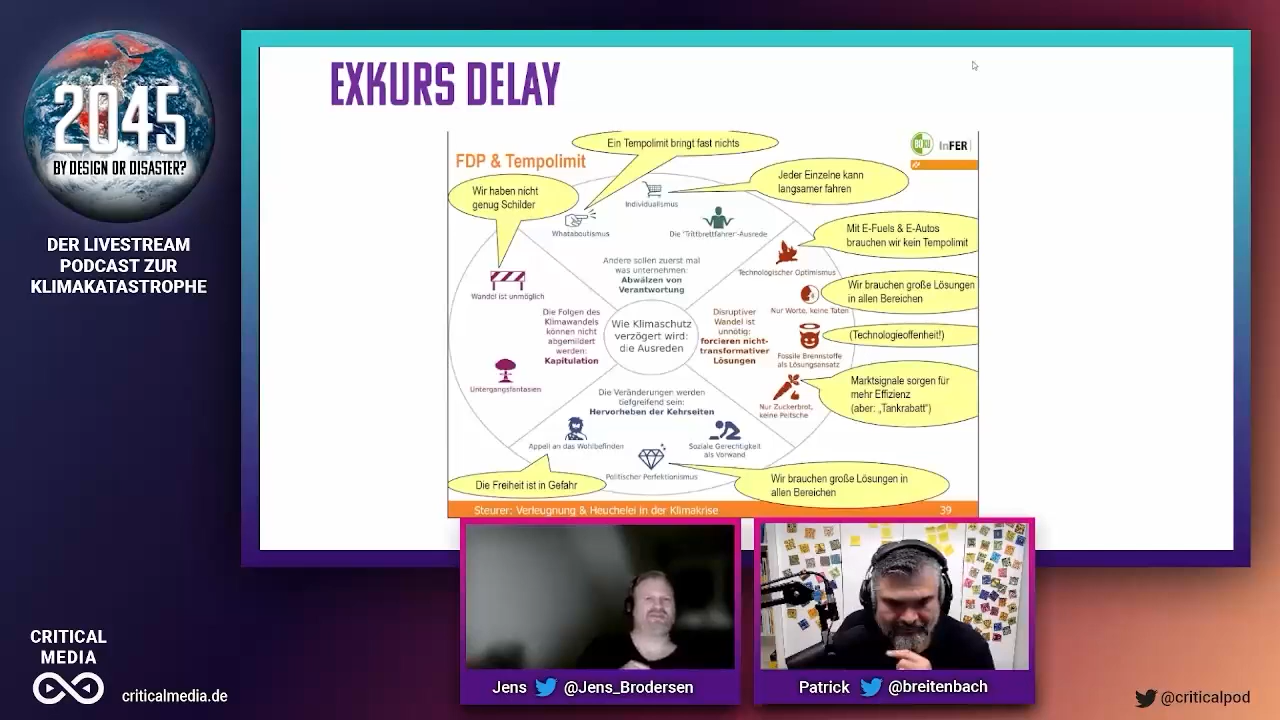 2045
BY DESIGN OR DISASTER?
DER LIVESTREAM
PODCAST ZUR
KLIMAKATASTROPHE
EXKURS DELAY
FDP & Tempolimit
Ein Tempolimit bringt fast nichts
BOKU
InFER
Wir haben nicht
genug Schilder
Jeder Einzelne kann
langsamer fahren
Individualismus
Whataboutismus
Die 'Trittbrettfahrer'-Ausrede
Mit E-Fuels & E-Autos
brauchen wir kein Tempolimit
Technologischer Optimismus
Andere sollen zuerst mal
was unternehmen:
Abwälzen von
Verantwortung
Wandel ist unmöglich
Wir brauchen große Lösungen
in allen Bereichen
Nur Worte, keine Taten
Die Folgen des
Klimawandels
können nicht
abgemildert
werden:
Kapitulation
Wie Klimaschutz
verzögert wird:
die Ausreden
Disruptiver
Wandel ist
unnötig:
forcieren nicht-
transformativer
Lösungen
(Technologieoffenheit!)
Fossile Brennstoffe
als Lösungsansatz
Untergangsfantasien
Marktsignale sorgen für
mehr Effizienz
(aber: „Tankrabatt")
Nur Zuckerbrot,
keine Peitsche
Die Veränderungen werden
tiefgreifend sein:
Hervorheben der Kehrseiten
Appell an das Wohlbefinden
Soziale Gerechtigkeit
als Vorwand
Politischer Perfektionismus
Die Freiheit ist in Gefahr
Wir brauchen große Lösungen in
allen Bereichen
Steurer: Verleugnung & Heuchelei in der Klimakrise
39
CRITICAL
MEDIA
criticalmedia.de
Jens @Jens_Brodersen
Patrick @breitenbach
@criticalpod